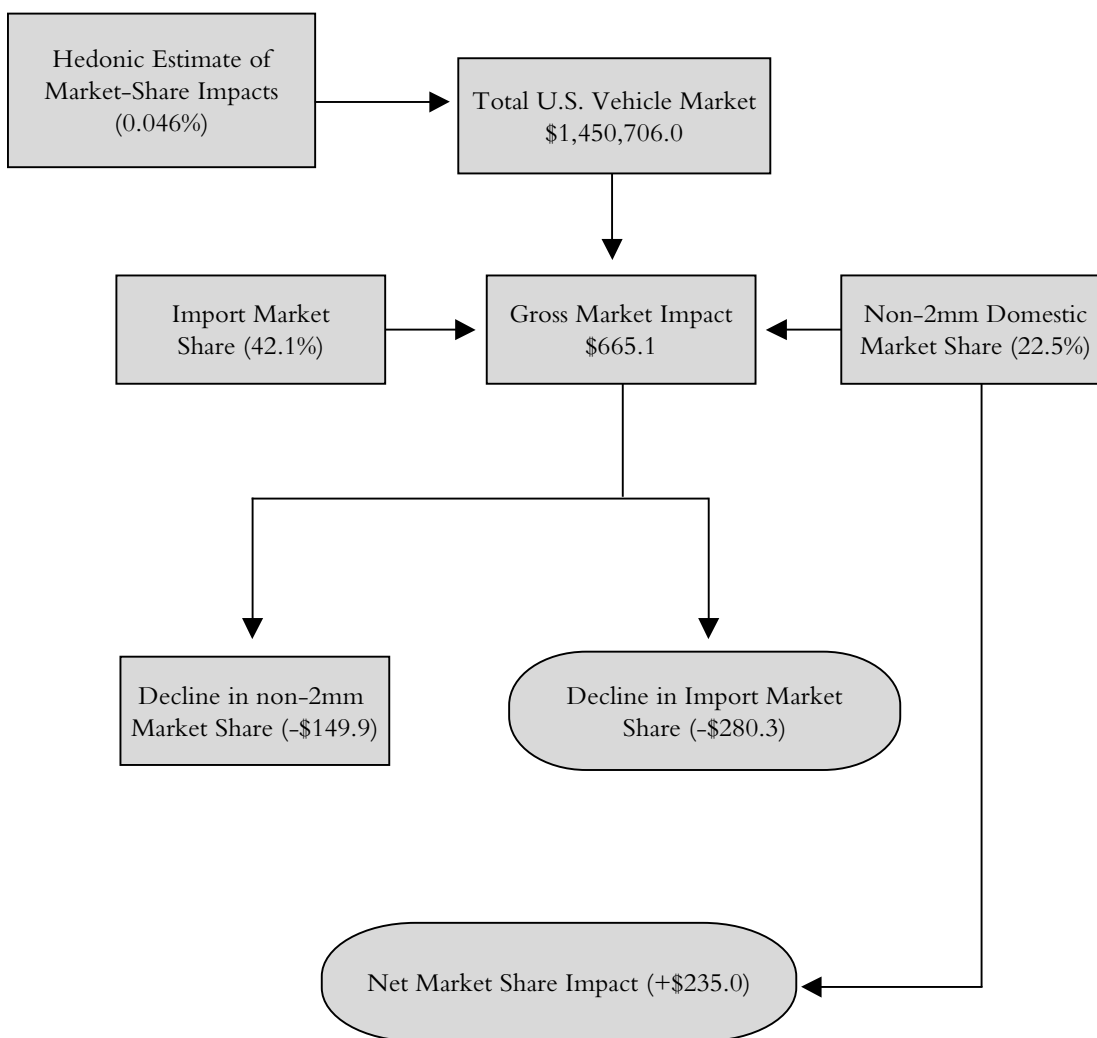 Hedonic Estimate of
Market-Share Impacts
(0.046%)
Total U.S. Vehicle Market
$1,450,706.0
Import Market
Share (42.1%)
Gross Market Impact
$665.1
Non-2mm Domestic
Market Share (22.5%)
Decline in non-2mm
Market Share (-$149.9)
Decline in Import Market
Share (-$280.3)
Net Market Share Impact (+$235.0)